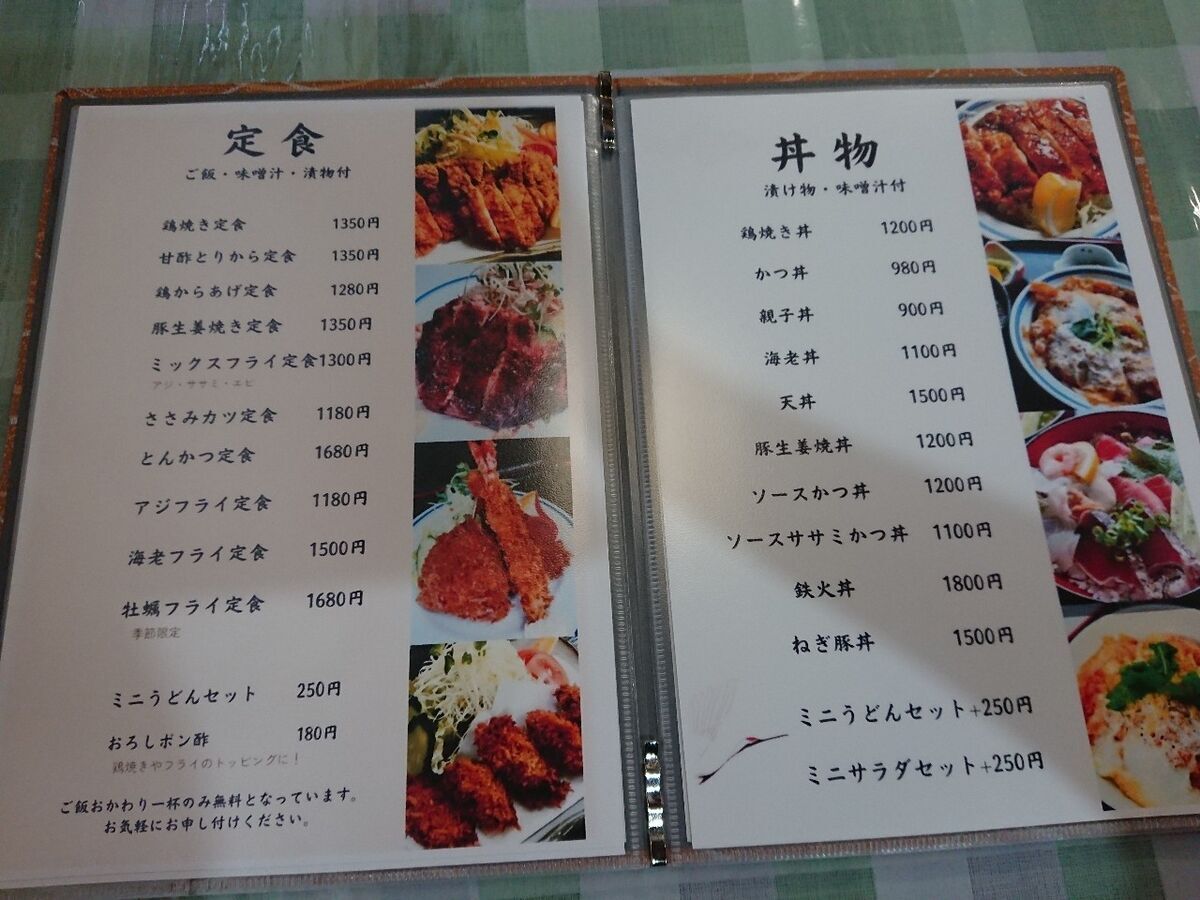 定食
ご飯・味噌汁・漬物付
鶏焼き定食 1350円
甘酢とりから定食 1350円
鶏からあげ定食 1280円
豚生姜焼き定食 1350円
ミックスフライ定食1300円
アジ・ササミ・エビ
ささみカツ定食 1180円
とんかつ定食 1680円
アジフライ定食 1180円
海老フライ定食 1500円
牡蠣フライ定食 1680円
季節限定
ミニうどんセット 250円
おろしポン酢 180円
鶏焼きやフライのトッピングに！
ご飯おかわり一杯のみ無料となっています。
お気軽にお申し付けください。
丼物
漬け物・味噌汁付
鶏焼き丼 1200円
かつ丼 980円
親子丼 900円
海老丼 1100円
天丼 1500円
豚生姜焼丼 1200円
ソースかつ丼 1200円
ソースササミかつ丼 1100円
鉄火丼 1800円
ねぎ豚丼 1500円
ミニうどんセット+250円
ミニサラダセット+250円